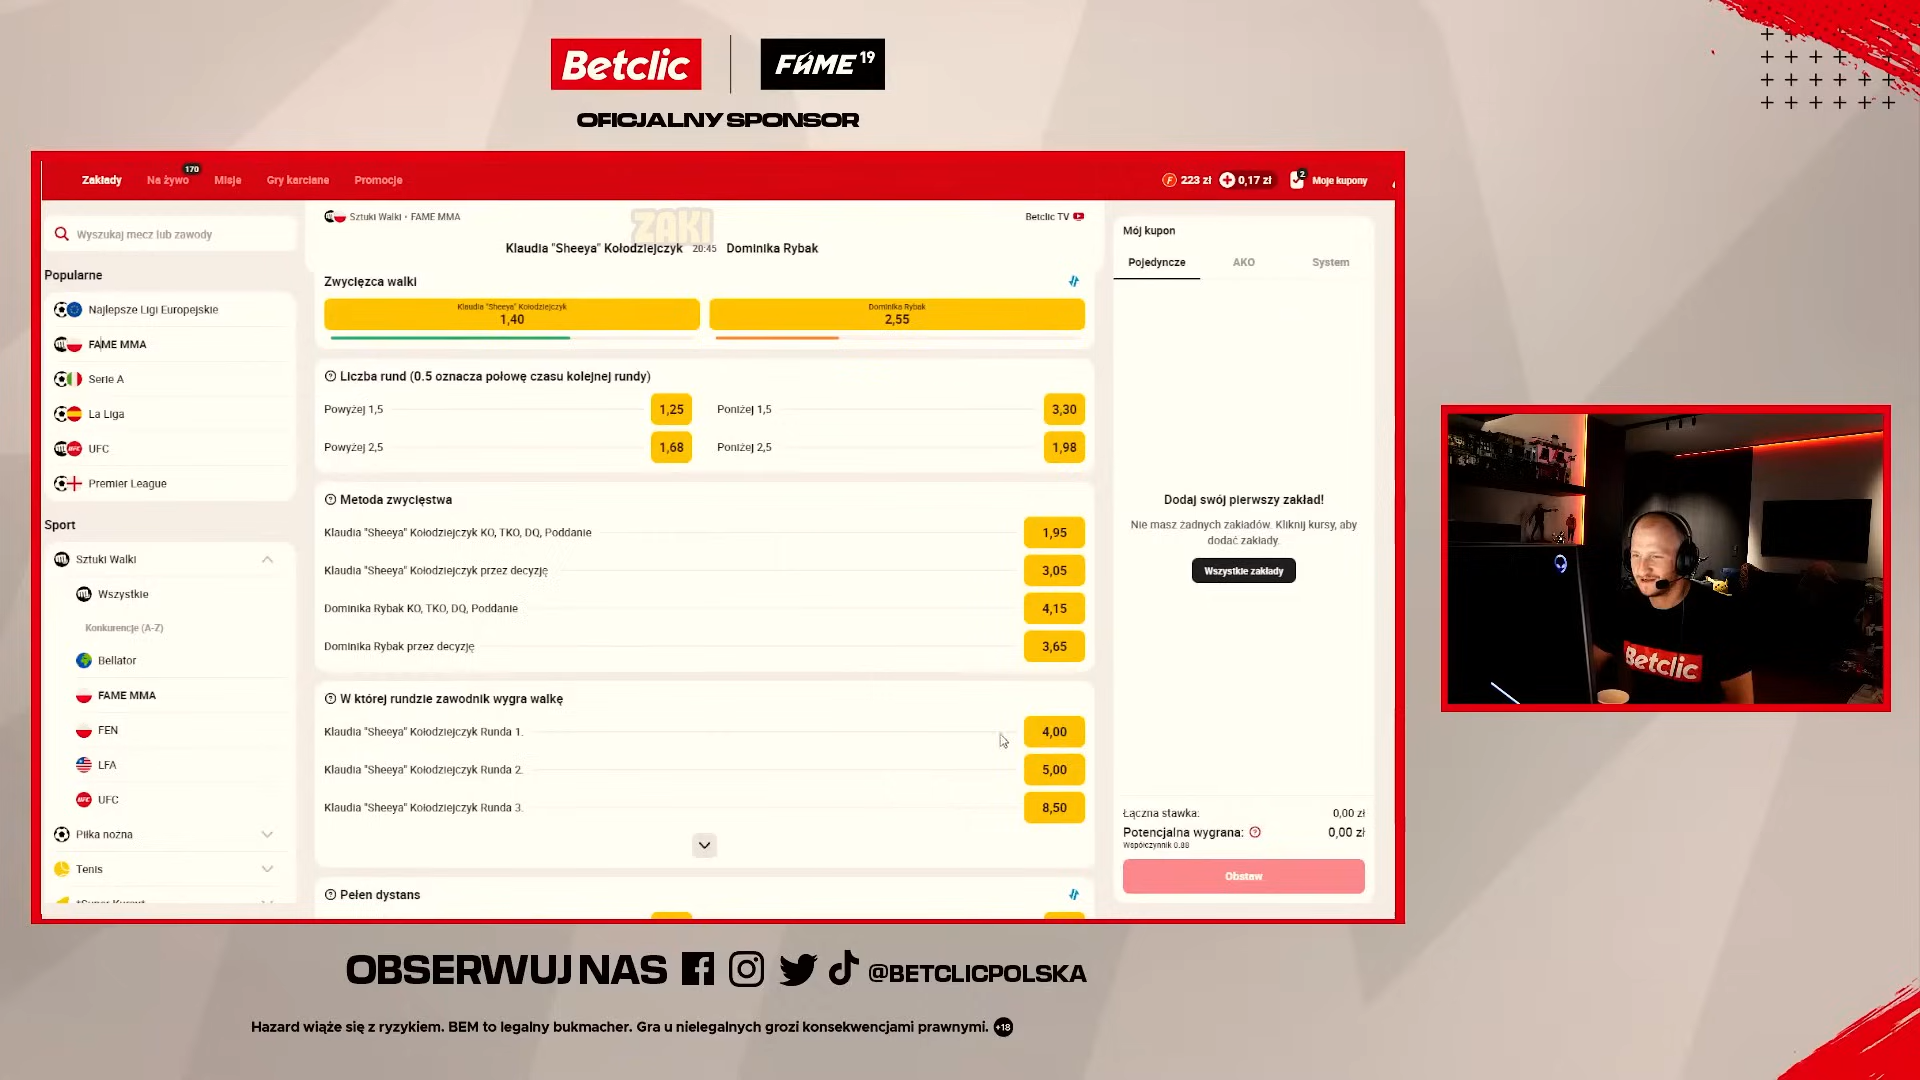 Betclic
FAME 19
OFICJALNY SPONSOR
Zakłady
Na żywo
170
Misje
Gry karciane
Promocje
F
223 zł
0,17 zł
2
Moje kupony
Wyszukaj mecz lub zawody
Popularne
Najlepsze Ligi Europejskie
FAME MMA
Serie A
La Liga
UFC
Premier League
Sport
Sztuki Walki
Wszystkie
Konkurencje (A-Z)
Bellator
FAME MMA
FEN
LFA
UFC
Piłka nożna
Tenis
Sztuki Walki • FAME MMA
ZAKI
Betclic TV
Klaudia "Sheeya" Kołodziejczyk 20:45 Dominika Rybak
Zwycięzca walki
Klaudia "Sheeya" Kołodziejczyk
1,40
Dominika Rybak
2,55
Liczba rund (0.5 oznacza połowę czasu kolejnej rundy)
Powyżej 1,5 1,25 Poniżej 1,5 3,30
Powyżej 2,5 1,68 Poniżej 2,5 1,98
Metoda zwycięstwa
Klaudia "Sheeya" Kołodziejczyk KO, TKO, DQ, Poddanie 1,95
Klaudia "Sheeya" Kołodziejczyk przez decyzję 3,05
Dominika Rybak KO, TKO, DQ, Poddanie 4,15
Dominika Rybak przez decyzję 3,65
W której rundzie zawodnik wygra walkę
Klaudia "Sheeya" Kołodziejczyk Runda 1. 4,00
Klaudia "Sheeya" Kołodziejczyk Runda 2. 5,00
Klaudia "Sheeya" Kołodziejczyk Runda 3. 8,50
Pełen dystans
Mój kupon
Pojedyncze
AKO
System
Dodaj swój pierwszy zakład!
Nie masz żadnych zakładów. Kliknij kursy, aby
dodać zakłady.
Wszystkie zakłady
Łączna stawka: 0,00 zł
Potencjalna wygrana: 0,00 zł
Współczynnik 0.88
Obstaw
Betclic
OBSERWUJ NAS @BETCLICPOLSKA
Hazard wiąże się z ryzykiem. BEM to legalny bukmacher. Gra u nielegalnych grozi konsekwencjami prawnymi. +18